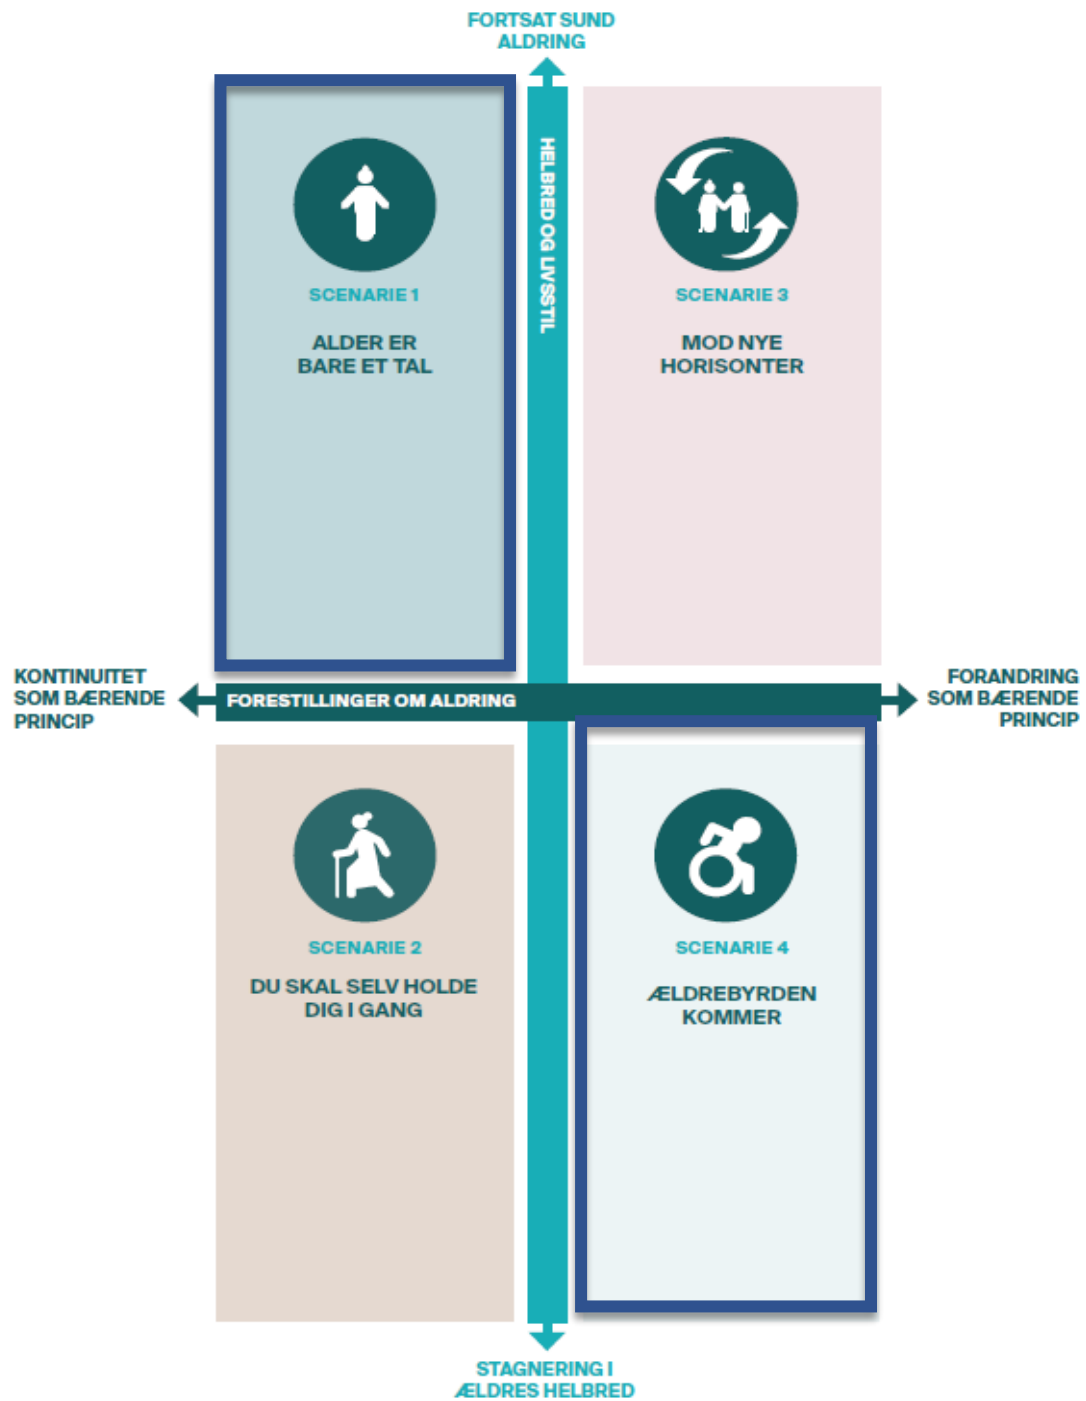 FORTSAT SUND
ALDRING
HELBRED OG LIVSSTIL
SCENARIE 1
ALDER ER
BARE ET TAL
SCENARIE 3
MOD NYE
HORISONTER
KONTINUITET
SOM BÆRENDE
PRINCIP
FORESTILLINGER OM ALDRING
FORANDRING
SOM BÆRENDE
PRINCIP
SCENARIE 2
DU SKAL SELV HOLDE
DIG I GANG
SCENARIE 4
ÆLDREBYRDEN
KOMMER
STAGNERING I
ÆLDRES HELBRED